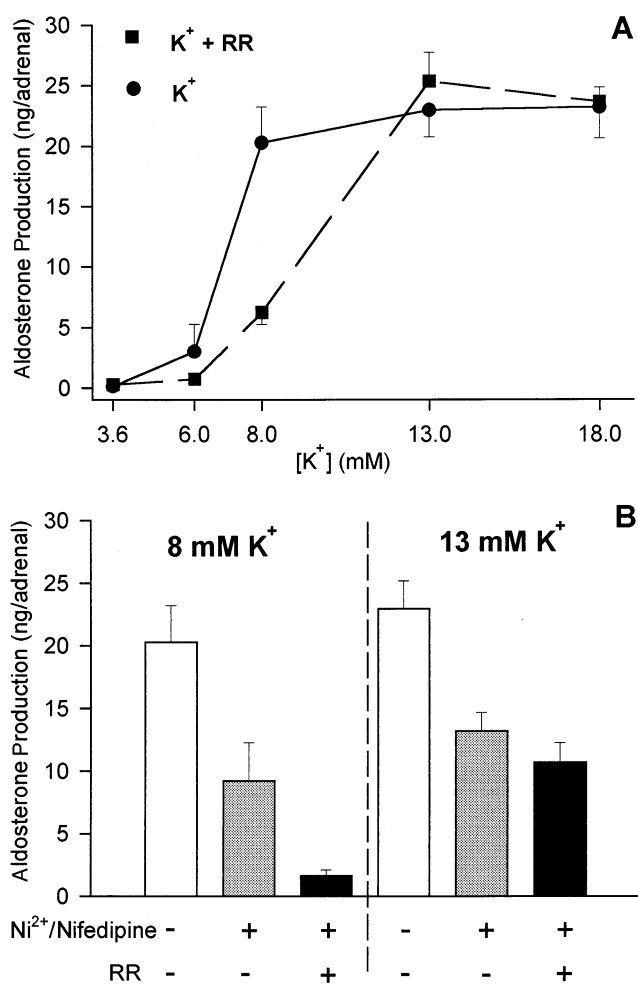 A
Aldosterone Production (ng/adrenal)
30
25
20
15
10
5
0
K⁺ + RR
K⁺
3.6 6.0 8.0 13.0 18.0
[K⁺] (mM)
B
Aldosterone Production (ng/adrenal)
30
25
20
15
10
5
0
8 mM K⁺ 13 mM K⁺
Ni²⁺/Nifedipine - + + - + +
RR - - + - - +